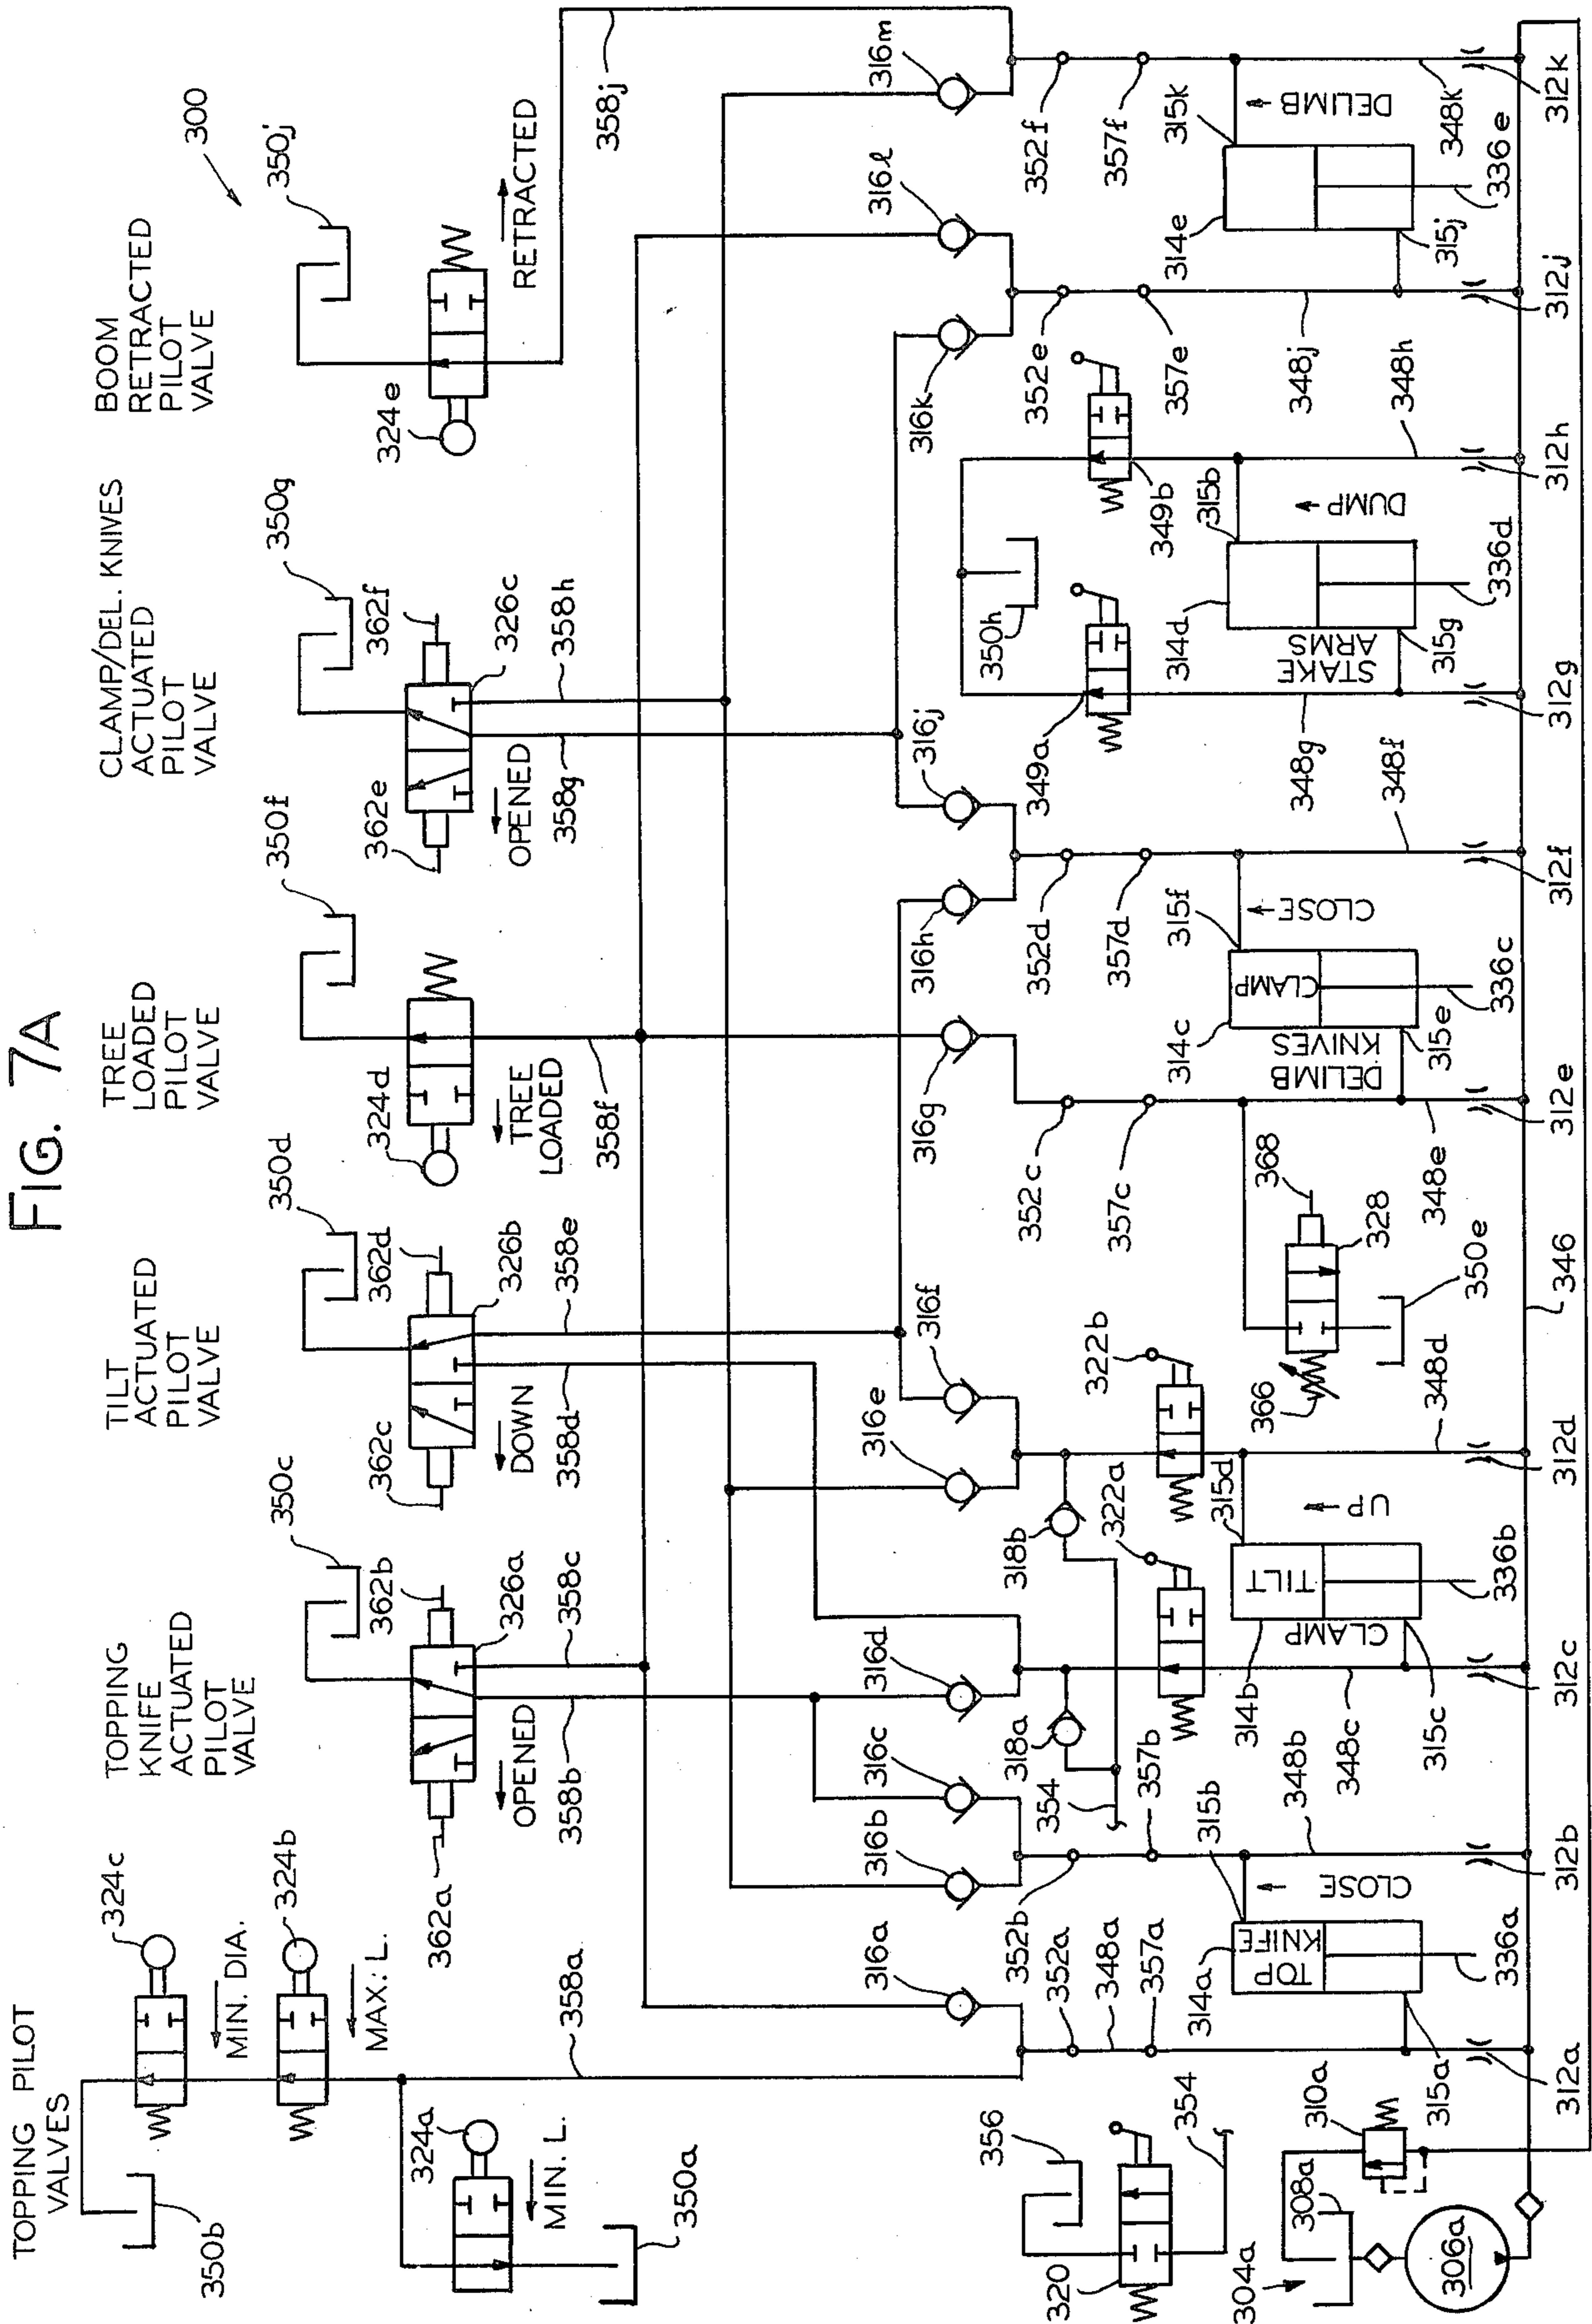 FIG. 7A
TOPPING PILOT
VALVES
TOPPING
KNIFE
ACTUATED
PILOT
VALVE
TILT
ACTUATED
PILOT
VALVE
TREE
LOADED
PILOT
VALVE
CLAMP/DEL. KNIVES
ACTUATED
PILOT
VALVE
BOOM
RETRACTED
PILOT
VALVE
300
350b
324c
MIN. DIA.
324b
MAX. L.
324a
MIN. L.
350a
358a
350c
362b
326a
358c
362a
OPENED
358b
350d
362d
326b
358e
362c
DOWN
358d
350f
324d
TREE
LOADED
358f
350g
362f
326c
358h
362e
OPENED
358g
350j'
324e
RETRACTED
358j
316a
316b
316c
316d
316e
316f
316g
316h
316j
316k
316l
316m
356
320
354
352a
348a
357a
352b
357b
354
318a
318b
322a
322b
352c
357c
352d
357d
349a
350h
349b
352e
357e
352f
357f
304a
308a
306a
310a
315a
312a
314a
TOP
KNIFE
336a
315b
CLOSE
348b
312b
348c
315c
312c
314b
CLAMP
TILT
336b
315d
UP
348d
312d
366
368
328
350e
346
348e
312e
314c
DELIMB
KNIVES
CLAMP
315e
336c
315f
CLOSE
348f
312f
348g
312g
314d
STAKE
ARMS
315g
336d
315b
DUMP
348h
312h
348j
312j
314e
315j
336e
315k
DELIMB
348k
312k